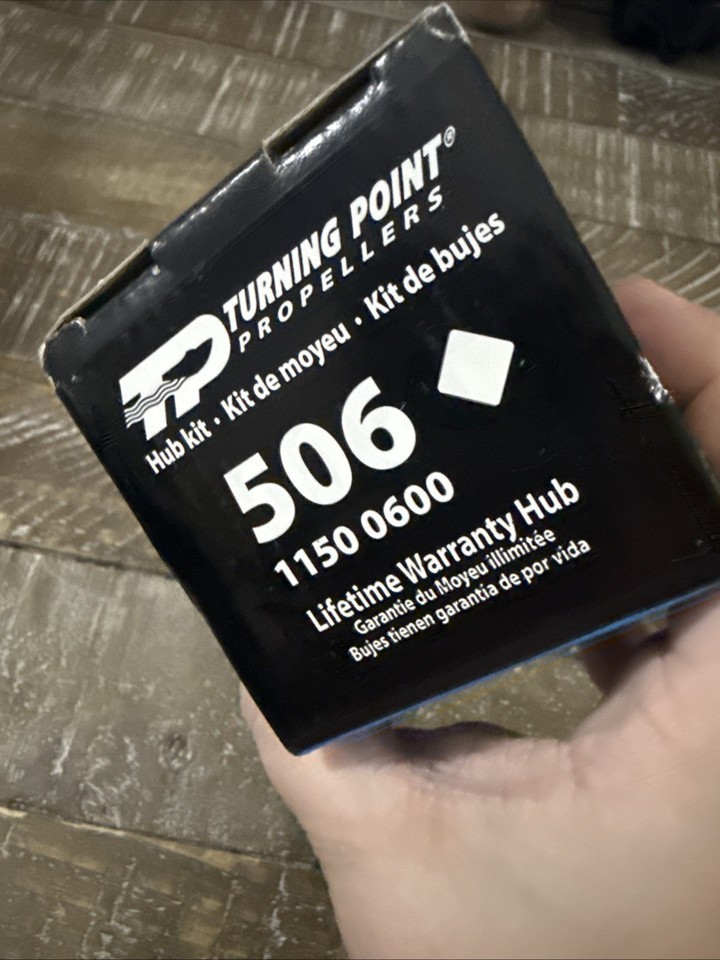 TP TURNING POINT®
PROPELLERS
Hub kit • Kit de moyeu • Kit de bujes
506
1150 0600
Lifetime Warranty Hub
Garantie du Moyeu illimitée
Bujes tienen garantia de por vida